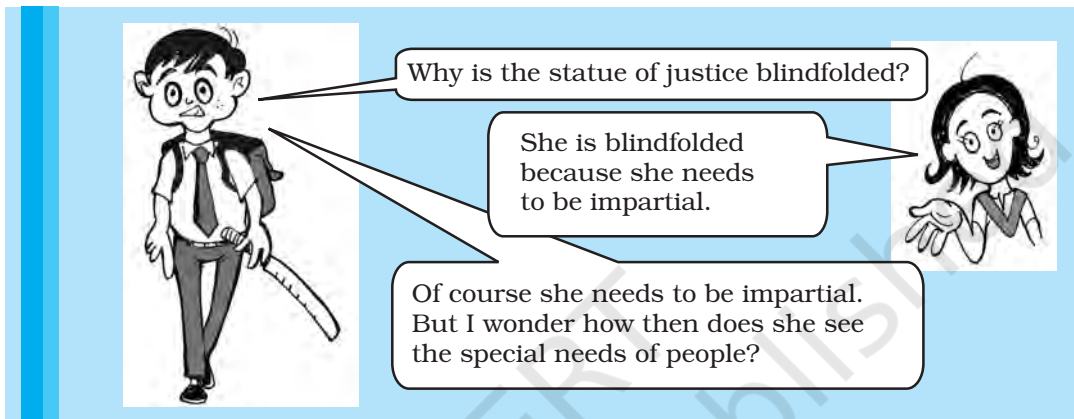 Why is the statue of justice blindfolded?
She is blindfolded
because she needs
to be impartial.
Of course she needs to be impartial.
But I wonder how then does she see
the special needs of people?